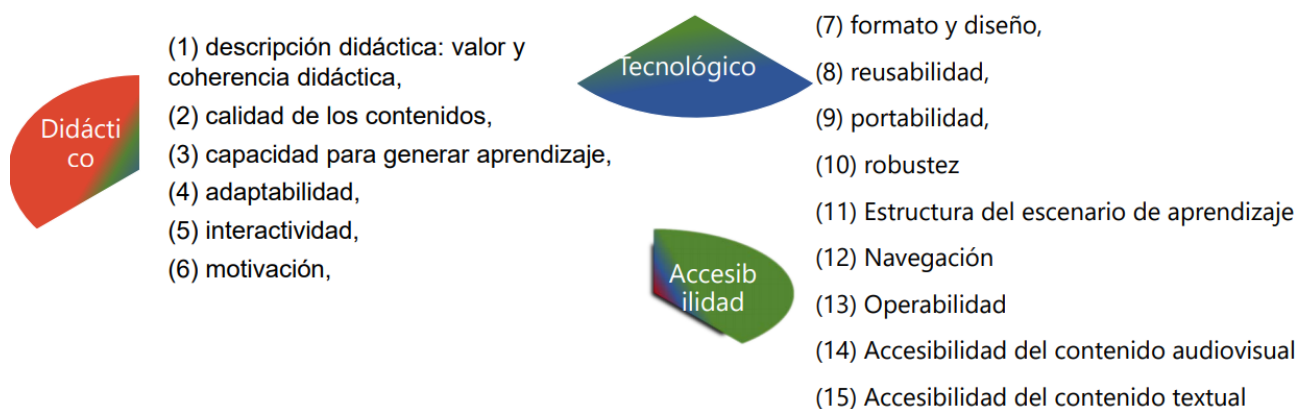 Didácti
co
(1) descripción didáctica: valor y
coherencia didáctica,
(2) calidad de los contenidos,
(3) capacidad para generar aprendizaje,
(4) adaptabilidad,
(5) interactividad,
(6) motivación,
Tecnológico
(7) formato y diseño,
(8) reusabilidad,
(9) portabilidad,
(10) robustez
Accesib
ilidad
(11) Estructura del escenario de aprendizaje
(12) Navegación
(13) Operabilidad
(14) Accesibilidad del contenido audiovisual
(15) Accesibilidad del contenido textual